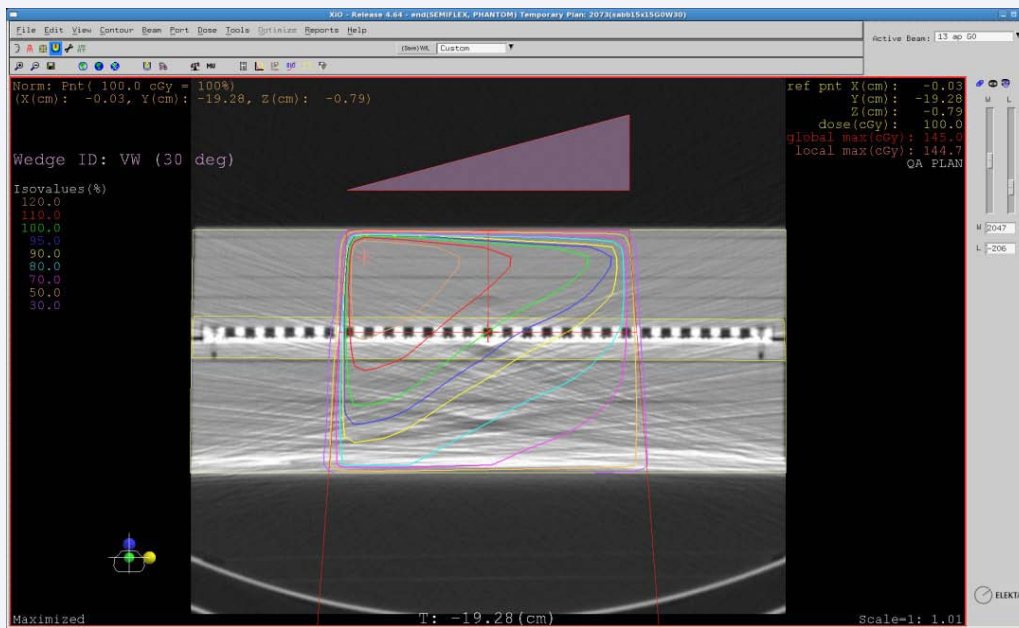 XiO - Release 4.64 - end(SEMIFLEX, PHANTOM) Temporary Plan: 2073(sabb15x15G0W30)
File Edit View Contour Beam Port Dose Tools Optimize Reports Help
Active Beam: 13 ap G0
(Save) W/L Custom
MU
Norm: Pnt( 100.0 cGy = 100%)
(X(cm): -0.03, Y(cm): -19.28, Z(cm): -0.79)
ref pnt X(cm): -0.03
Y(cm): -19.28
Z(cm): -0.79
dose(cGy): 100.0
global max(cGy): 145.0
local max(cGy): 144.7
QA PLAN
W L
Wedge ID: VW (30 deg)
Isovalues(%)
120.0
110.0
100.0
95.0
90.0
80.0
70.0
50.0
30.0
W 2047
L -206
ELEKTA
Maximized
T: -19.28(cm)
Scale=1: 1.01